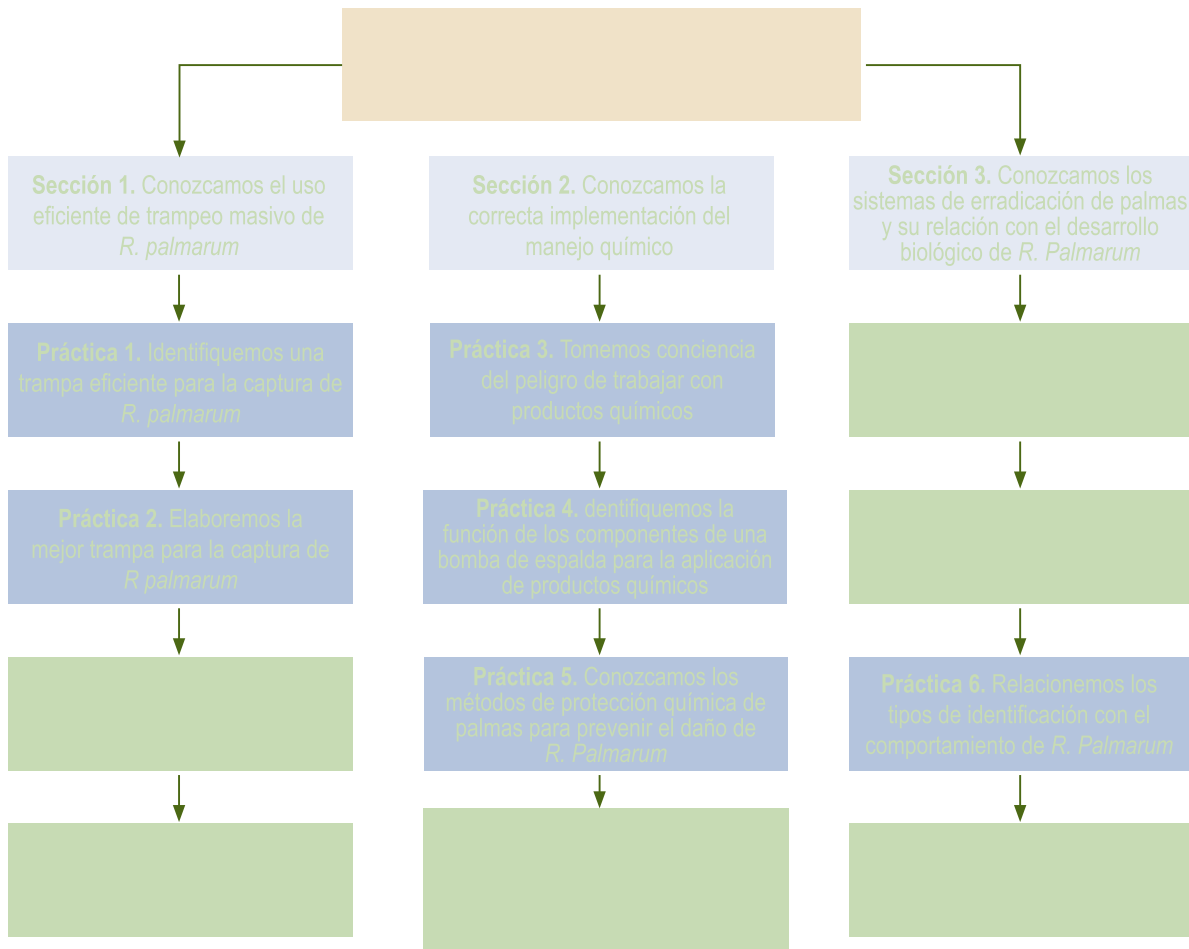 Sección 1. Conozcamos el uso
eficiente de trampeo masivo de
R. palmarum
Práctica 1. Identifiquemos una
trampa eficiente para la captura de
R. palmarum
Práctica 2. Elaboremos la
mejor trampa para la captura de
R palmarum
Sección 2. Conozcamos la
correcta implementación del
manejo químico
Práctica 3. Tomemos conciencia
del peligro de trabajar con
productos químicos
Práctica 4. dentifiquemos la
función de los componentes de una
bomba de espalda para la aplicación
de productos químicos
Práctica 5. Conozcamos los
métodos de protección química de
palmas para prevenir el daño de
R. Palmarum
Sección 3. Conozcamos los
sistemas de erradicación de palmas
y su relación con el desarrollo
biológico de R. Palmarum
Práctica 6. Relacionemos los
tipos de identificación con el
comportamiento de R. Palmarum